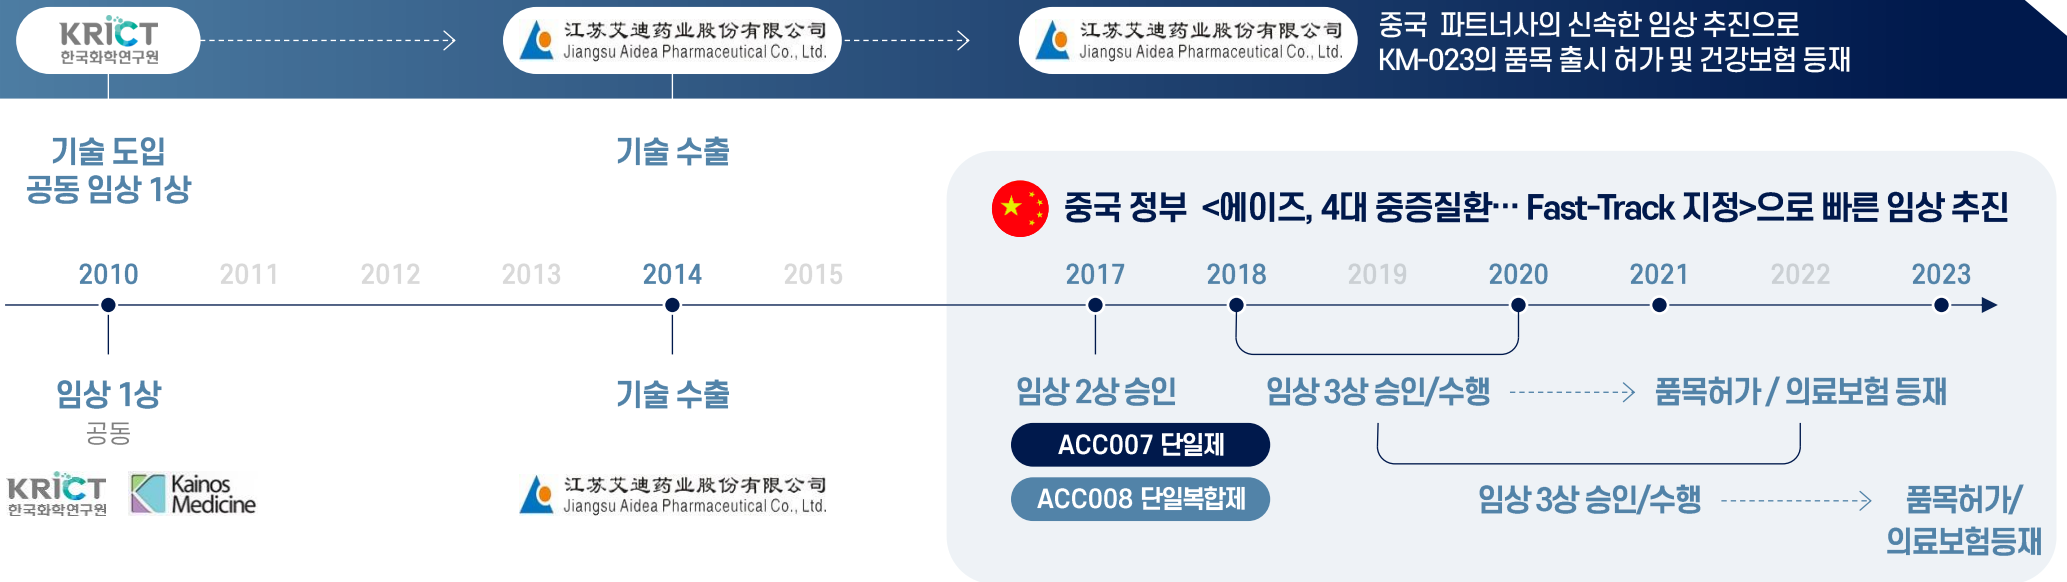 KRICT
한국화학연구원
江苏艾迪药业股份有限公司
Jiangsu Aidea Pharmaceutical Co., Ltd.
江苏艾迪药业股份有限公司
Jiangsu Aidea Pharmaceutical Co., Ltd.
중국 파트너사의 신속한 임상 추진으로
KM-023의 품목 출시 허가 및 건강보험 등재
기술 도입
공동 임상 1상
기술 수출
중국 정부 <에이즈, 4대 중증질환… Fast-Track 지정>으로 빠른 임상 추진
2010 2011 2012 2013 2014 2015 2017 2018 2019 2020 2021 2022 2023
임상 1상
공동
KRICT
한국화학연구원
Kainos
Medicine
기술 수출
江苏艾迪药业股份有限公司
Jiangsu Aidea Pharmaceutical Co., Ltd.
임상 2상 승인
임상 3상 승인/수행
품목허가 / 의료보험 등재
ACC007 단일제
ACC008 단일복합제
임상 3상 승인/수행
품목허가/
의료보험등재